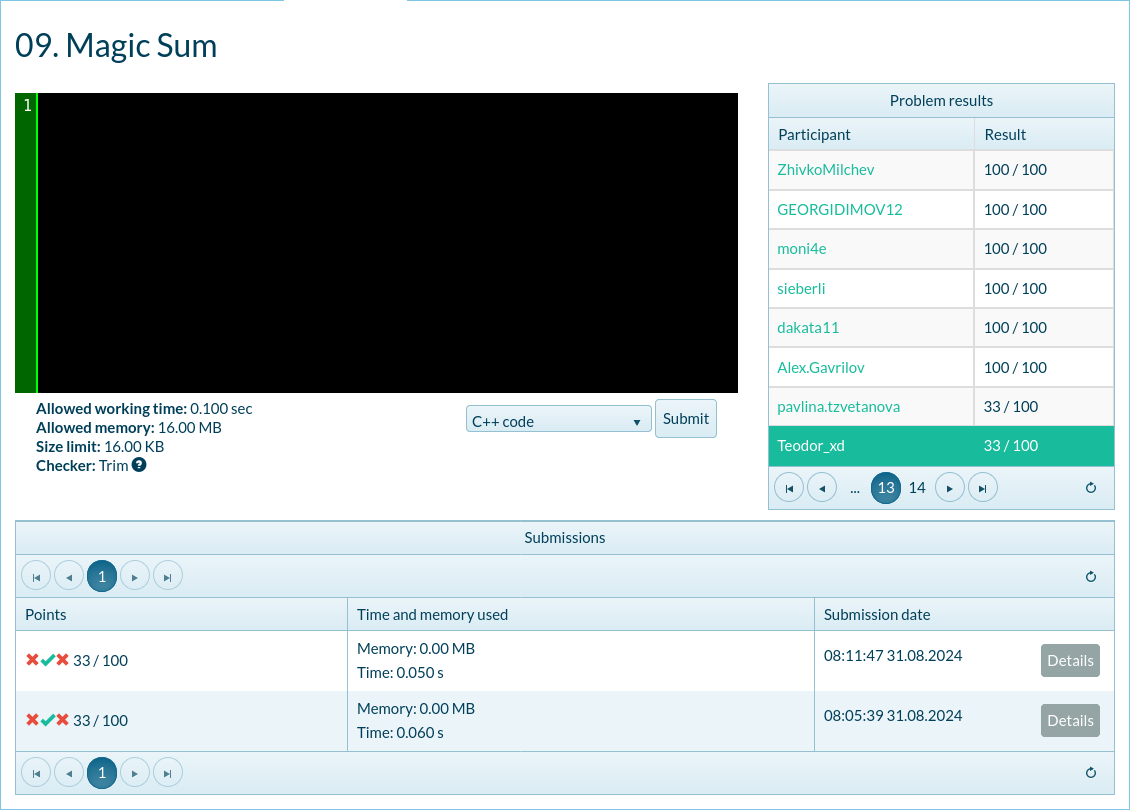 09. Magic Sum
1
Allowed working time: 0.100 sec
Allowed memory: 16.00 MB
Size limit: 16.00 KB
Checker: Trim ?
C++ code
Submit
Problem results
Participant Result
ZhivkoMilchev 100 / 100
GEORGIDIMOV12 100 / 100
moni4e 100 / 100
sieberli 100 / 100
dakata11 100 / 100
Alex.Gavrilov 100 / 100
pavlina.tzvetanova 33 / 100
Teodor_xd 33 / 100
... 13 14
Submissions
1
Points Time and memory used Submission date
33 / 100 Memory: 0.00 MB 08:11:47 31.08.2024 Details
Time: 0.050 s
33 / 100 Memory: 0.00 MB 08:05:39 31.08.2024 Details
Time: 0.060 s
1